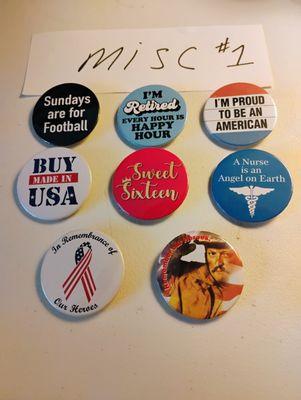 MISC #1
Sundays
are for
Football
I'M
Retired
EVERY HOUR IS
HAPPY
HOUR
I'M PROUD
TO BE AN
AMERICAN
BUY
MADE IN
USA
Sweet
Sixteen
A Nurse
is an
Angel on Earth
In Remembrance of
Our Heroes